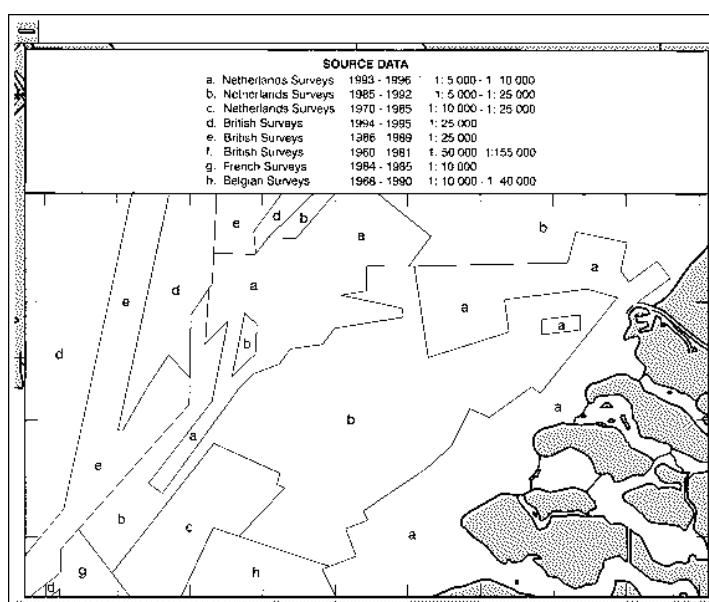 SOURCE DATA
a. Netherlands Surveys 1993 - 1996 1: 5 000 - 1: 10 000
b. Netherlands Surveys 1985 - 1992 1: 5 000 - 1: 25 000
c. Netherlands Surveys 1970 - 1985 1: 10 000 - 1: 25 000
d. British Surveys 1994 - 1995 1: 25 000
e. British Surveys 1986 1989 1: 25 000
f. British Surveys 1960 1981 1: 50 000 1:155 000
g. French Surveys 1984 - 1985 1: 10 000
h. Belgian Surveys 1968 - 1990 1: 10 000 - 1: 40 000
e d b a b
a
e d a a a
b
d
a b a
e
b c a
d g h